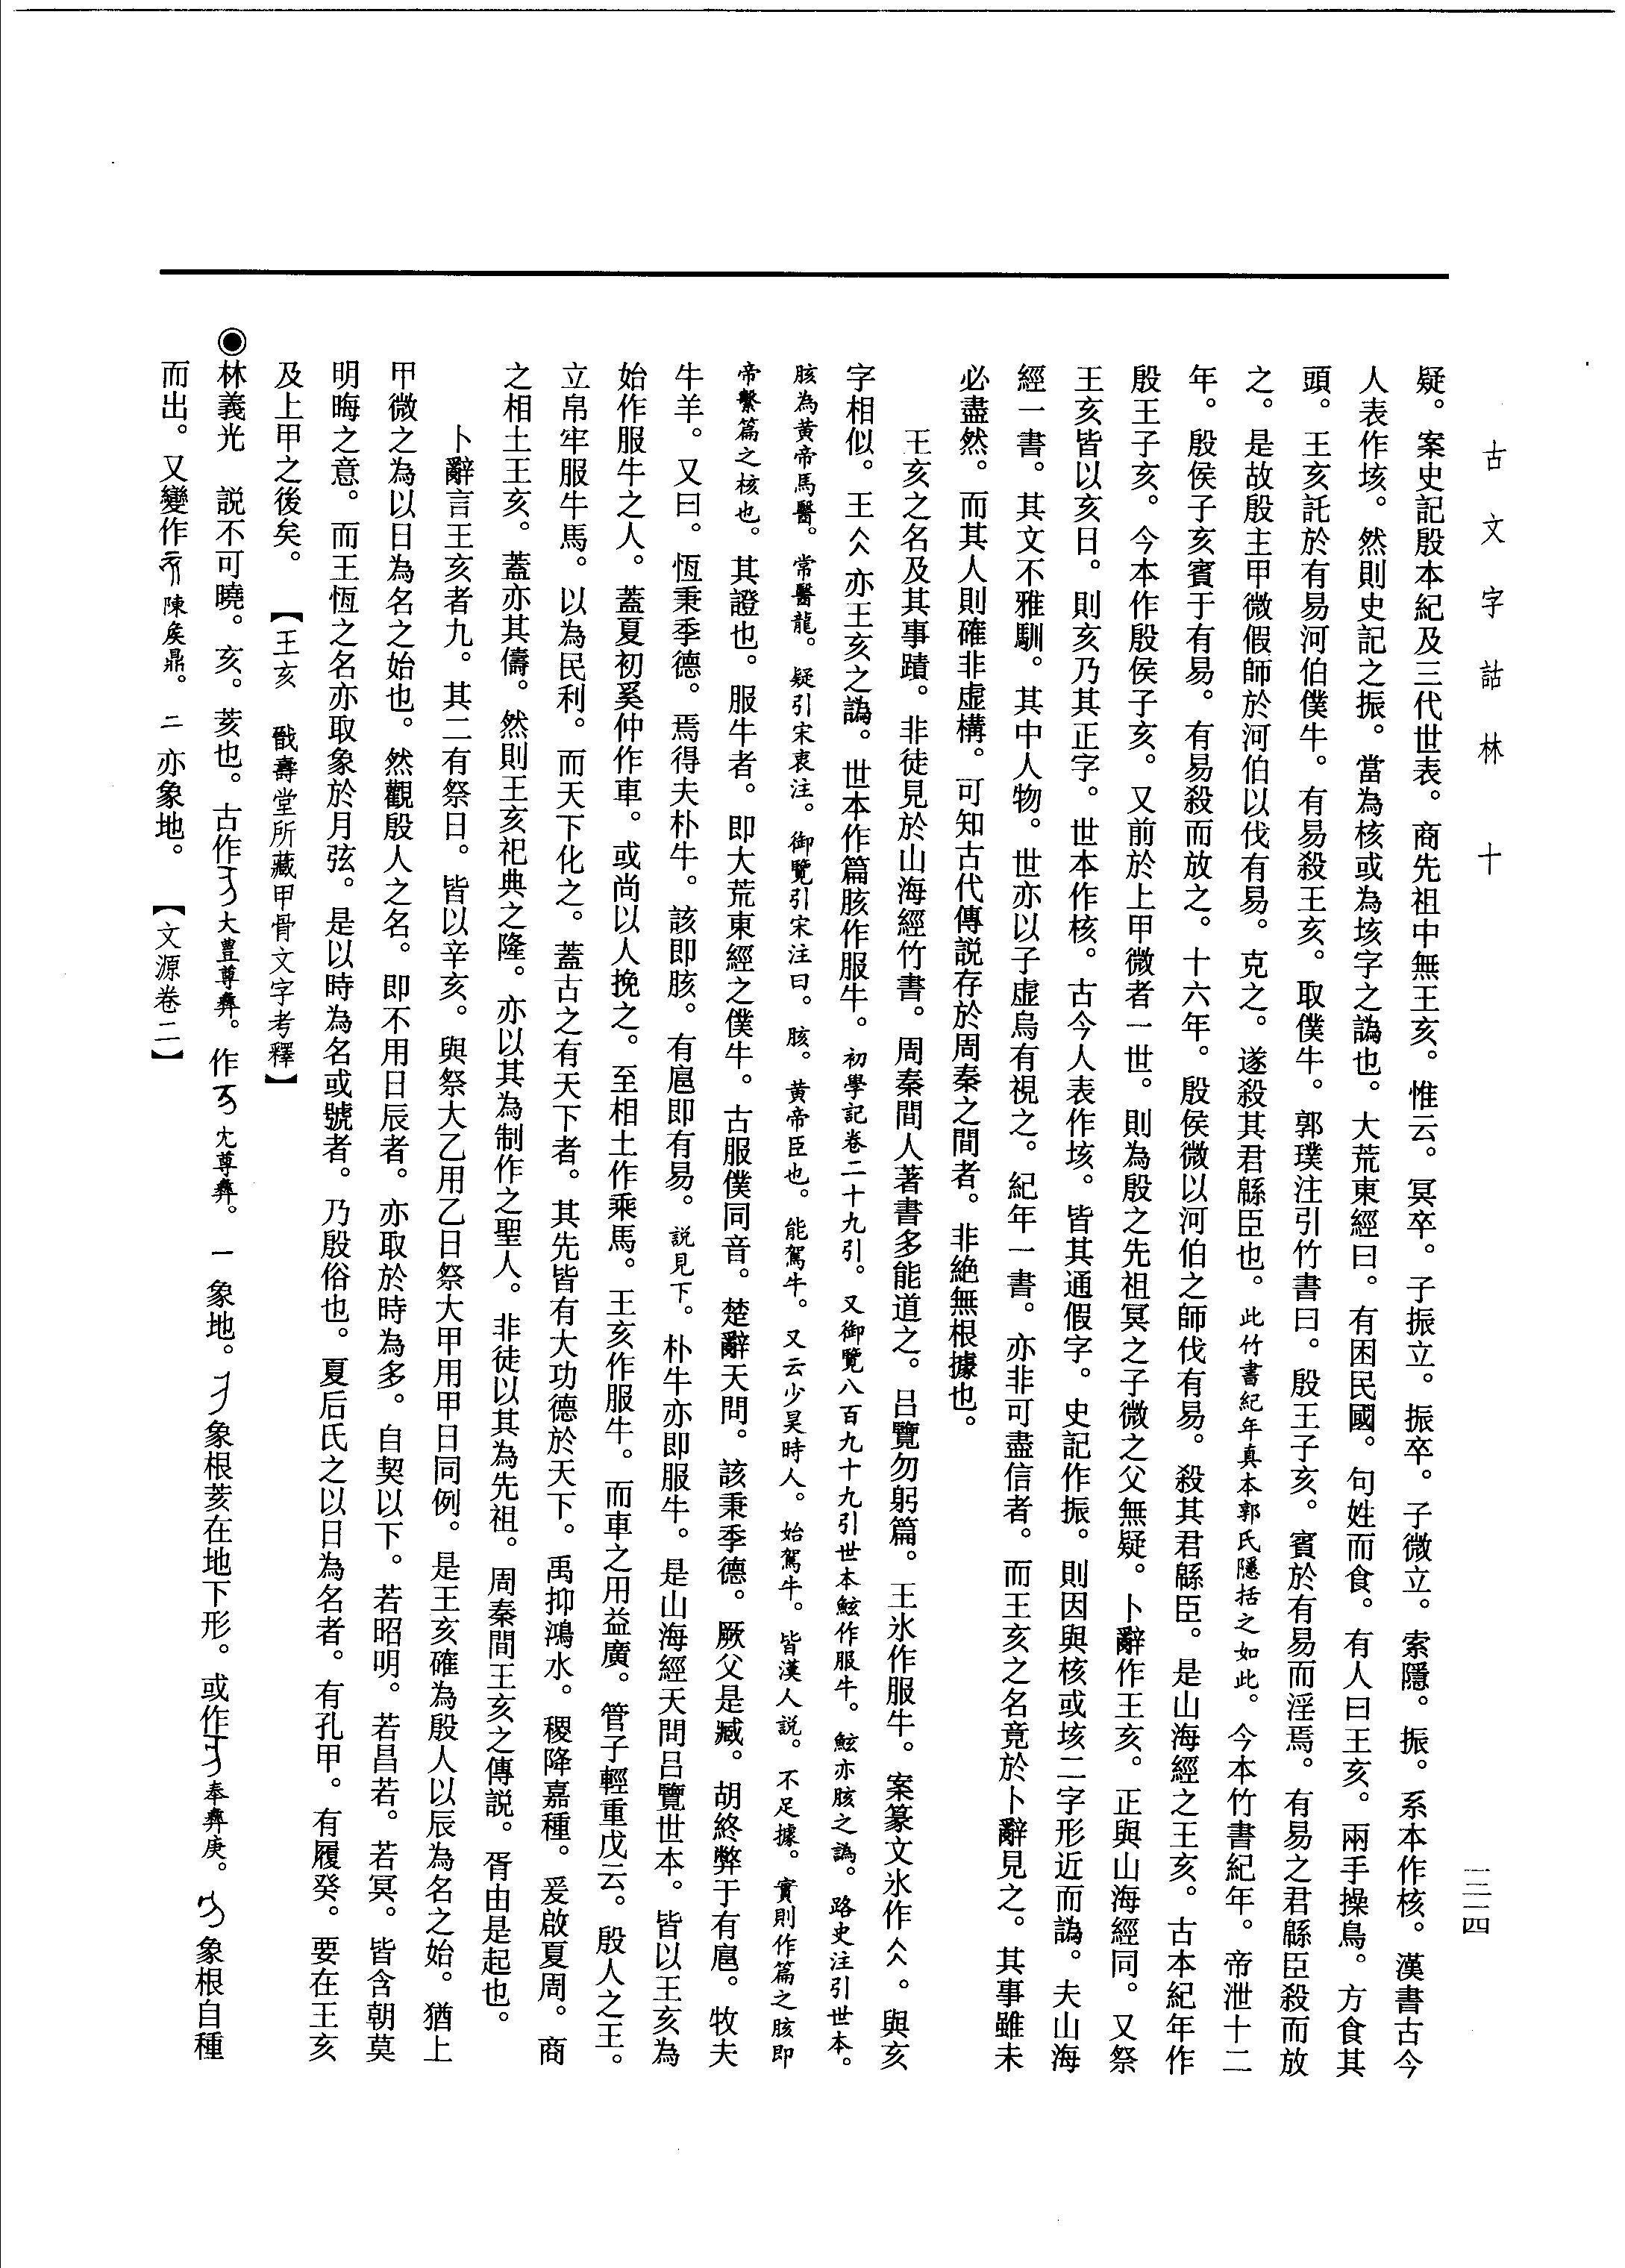 古文字詁林　十
一三一四
疑。案史記殷本紀及三代世表。商先祖中無王亥。惟云。冥卒。子振立。振卒。子微立。索隱。振。系本作核。漢書古今
人表作垓。然則史記之振。當為核或為垓字之譌也。大荒東經曰。有困民國。句姓而食。有人曰王亥。兩手操鳥。方食其
頭。王亥託於有易河伯僕牛。有易殺王亥。取僕牛。郭璞注引竹書曰。殷王子亥。賓於有易而淫焉。有易之君緜臣殺而放
之。是故殷主甲微假師於河伯以伐有易。克之。遂殺其君緜臣也。此竹書紀年真本郭氏隱括之如此。今本竹書紀年。帝泄十二
年。殷侯子亥賓于有易。有易殺而放之。十六年。殷侯微以河伯之師伐有易。殺其君緜臣。是山海經之王亥。古本紀年作
殷王子亥。今本作殷侯子亥。又前於上甲微者一世。則為殷之先祖冥之子微之父無疑。卜辭作王亥。正與山海經同。又祭
王亥皆以亥日。則亥乃其正字。世本作核。古今人表作垓。皆其通假字。史記作振。則因與核或垓二字形近而譌。夫山海
經一書。其文不雅馴。其中人物。世亦以子虛烏有視之。紀年一書。亦非可盡信者。而王亥之名竟於卜辭見之。其事雖未
必盡然。而其人則確非虛構。可知古代傳説存於周秦之間者。非絶無根據也。
王亥之名及其事蹟。非徒見於山海經竹書。周秦間人著書多能道之。呂覽勿躬篇。王氷作服牛。案篆文氷作仌。與亥
字相似。王仌亦王亥之譌。世本作篇胲作服牛。初學記卷二十九引。又御覽八百九十九引世本鮌作服牛。鮌亦胲之譌。路史注引世本。
胲為黄帝馬醫。常醫龍。疑引宋衷注。御覽引宋注曰。胲。黄帝臣也。能駕牛。又云少昊時人。始駕牛。皆漢人説。不足據。實則作篇之胲即
帝繫篇之核也。其證也。服牛者。即大荒東經之僕牛。古服僕同音。楚辭天問。該秉季德。厥父是臧。胡終弊于有扈。牧夫
牛羊。又曰。恆秉季德。焉得夫朴牛。該即胲。有扈即有易。説見下。朴牛亦即服牛。是山海經天問呂覽世本。皆以王亥為
始作服牛之人。蓋夏初奚仲作車。或尚以人挽之。至相土作乘馬。王亥作服牛。而車之用益廣。管子輕重戊云。殷人之王。
立帛牢服牛馬。以為民利。而天下化之。蓋古之有天下者。其先皆有大功德於天下。禹抑鴻水。稷降嘉種。爰啟夏周。商
之相土王亥。蓋亦其儔。然則王亥祀典之隆。亦以其為制作之聖人。非徒以其為先祖。周秦間王亥之傳説。胥由是起也。
卜辭言王亥者九。其二有祭日。皆以辛亥。與祭大乙用乙日祭大甲用甲日同例。是王亥確為殷人以辰為名之始。猶上
甲微之為以日為名之始也。然觀殷人之名。即不用日辰者。亦取於時為多。自契以下。若昭明。若昌若。若冥。皆含朝莫
明晦之意。而王恆之名亦取象於月弦。是以時為名或號者。乃殷俗也。夏后氏之以日為名者。有孔甲。有履癸。要在王亥
及上甲之後矣。【王亥　戩壽堂所藏甲骨文字考釋】
◉林義光　説不可曉。亥。荄也。古作大豊尊彝。作尢尊彝。一象地。象根荄在地下形。或作奉彝庚。象根自種
而出。又變作陳矦鼎。二亦象地。【文源卷二】